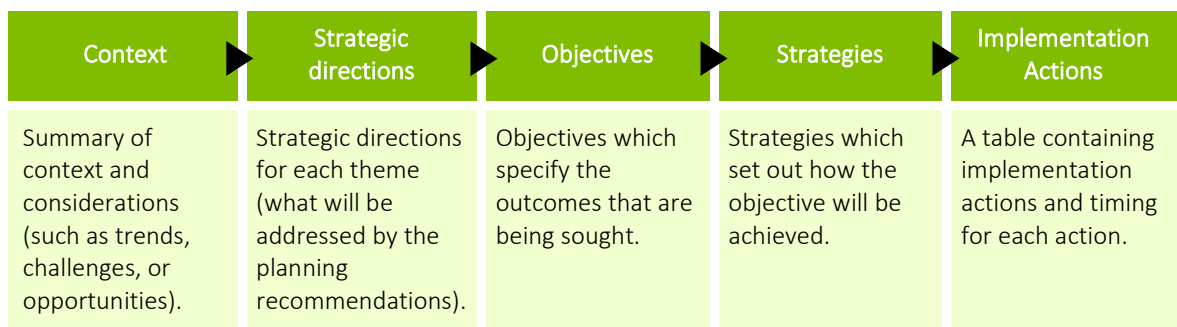 Context
Strategic
directions
Objectives
Strategies
Implementation
Actions
Summary of
context and
considerations
(such as trends,
challenges, or
opportunities).
Strategic directions
for each theme
(what will be
addressed by the
planning
recommendations).
Objectives which
specify the
outcomes that are
being sought.
Strategies which
set out how the
objective will be
achieved.
A table containing
implementation
actions and timing
for each action.